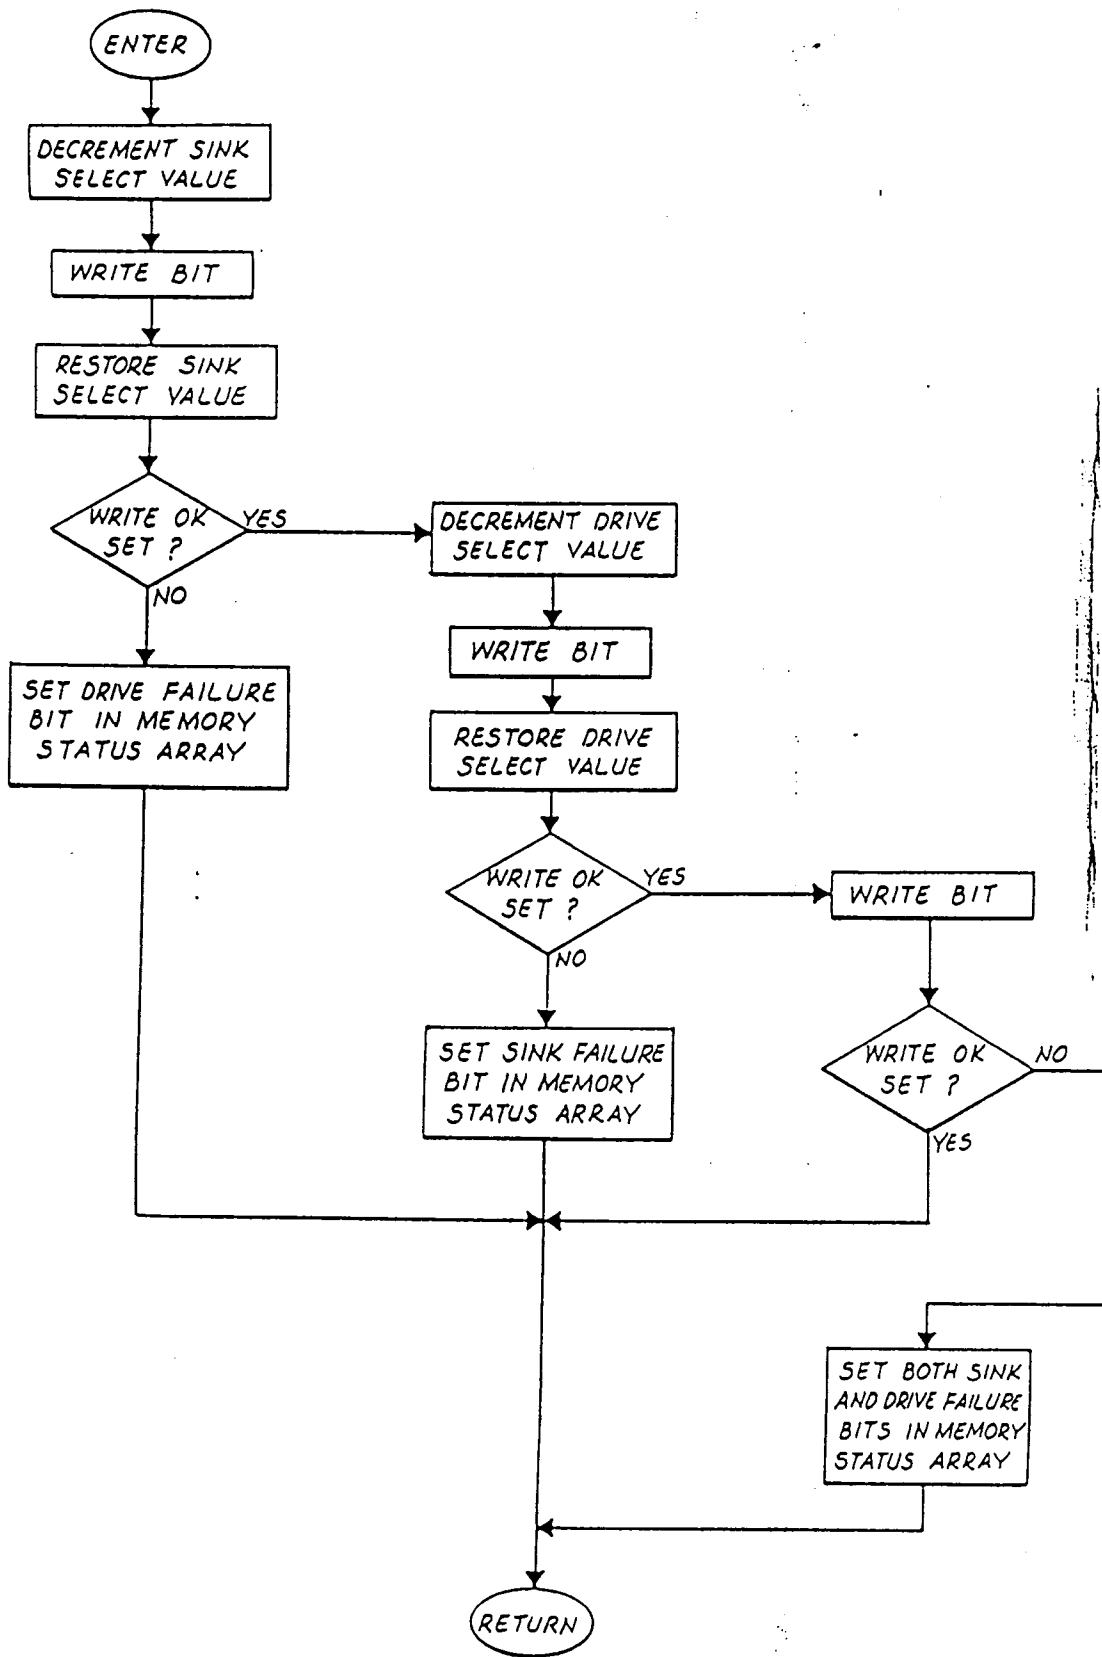 ENTER
DECREMENT SINK
SELECT VALUE
WRITE BIT
RESTORE SINK
SELECT VALUE
WRITE OK
SET ?
YES
NO
SET DRIVE FAILURE
BIT IN MEMORY
STATUS ARRAY
DECREMENT DRIVE
SELECT VALUE
WRITE BIT
RESTORE DRIVE
SELECT VALUE
WRITE OK
SET ?
YES
NO
SET SINK FAILURE
BIT IN MEMORY
STATUS ARRAY
WRITE BIT
WRITE OK
SET ?
NO
YES
SET BOTH SINK
AND DRIVE FAILURE
BITS IN MEMORY
STATUS ARRAY
RETURN